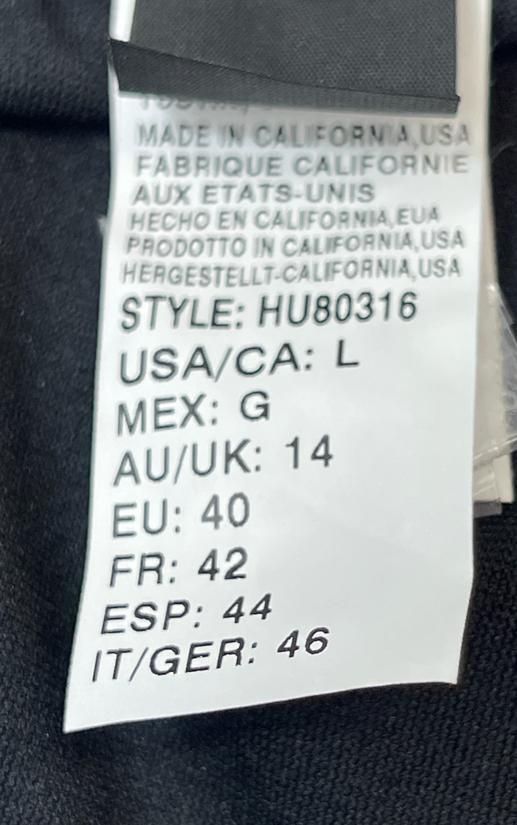 MADE IN CALIFORNIA, USA
FABRIQUE CALIFORNIE
AUX ETATS-UNIS
HECHO EN CALIFORNIA, EUA
PRODOTTO IN CALIFORNIA, USA
HERGESTELLT-CALIFORNIA, USA
STYLE: HU80316
USA/CA: L
MEX: G
AU/UK: 14
EU: 40
FR: 42
ESP: 44
IT/GER: 46